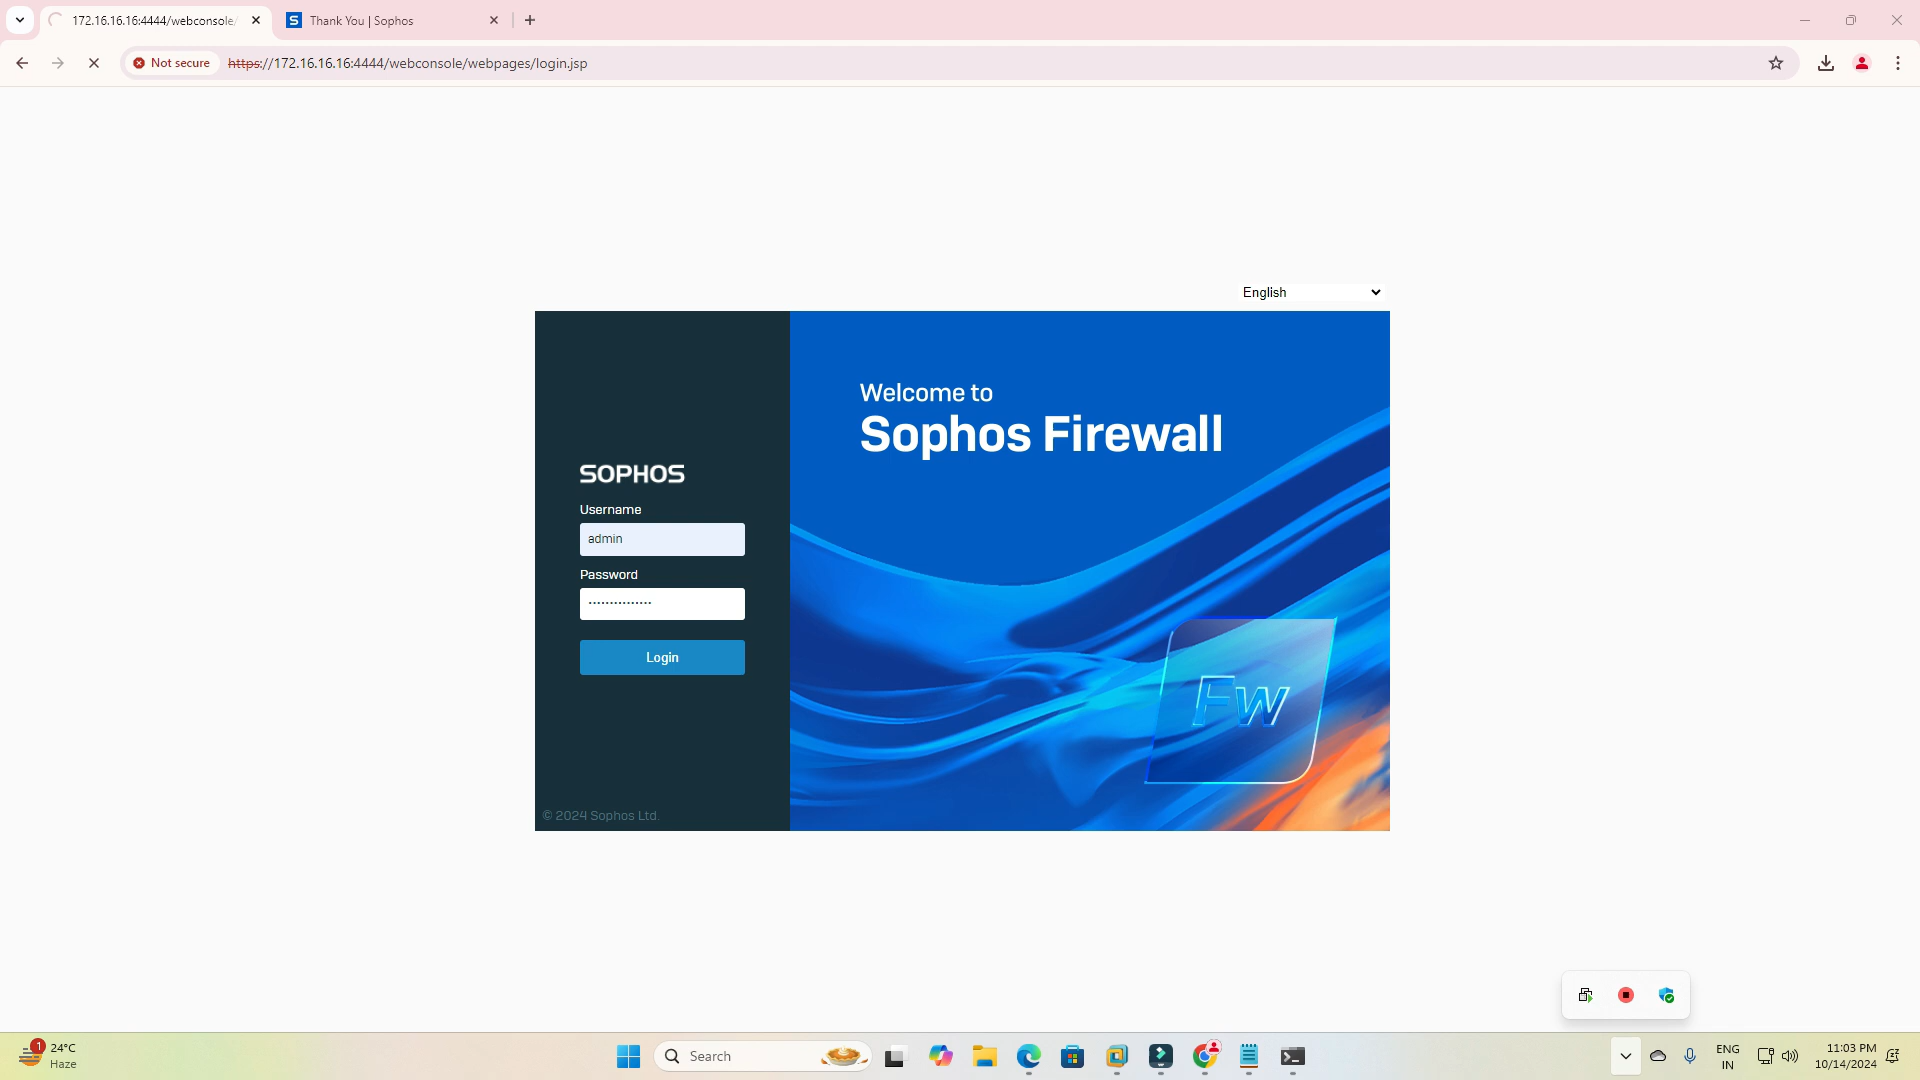 172.16.16.16:4444/webconsole/
Thank You | Sophos
Not secure
https://172.16.16.16:4444/webconsole/webpages/login.jsp
English
Welcome to
Sophos Firewall
SOPHOS
Username
admin
Password
Login
Fw
© 2024 Sophos Ltd.
1
24°C
Haze
Search
ENG
IN
11:03 PM
10/14/2024